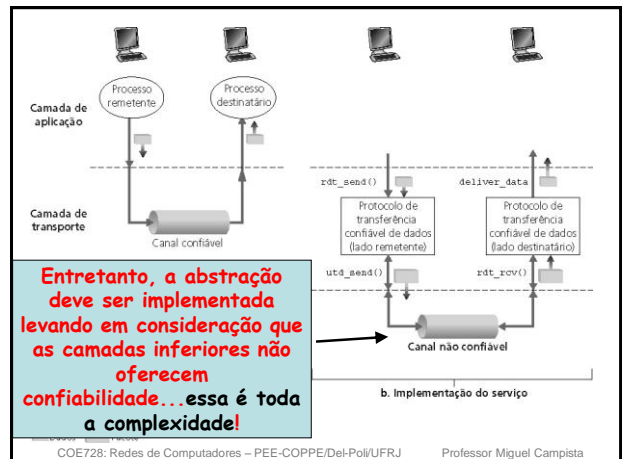 Camada de
aplicação
Processo
remetente
Processo
destinatário
Camada de
transporte
Canal confiável
rdt_send()
deliver_data
Protocolo de
transferência
confiável de dados
(lado remetente)
Protocolo de
transferência
confiável de dados
(lado destinatário)
utd_send()
rdt_rcv()
Canal não confiável
b. Implementação do serviço
Entretanto, a abstração
deve ser implementada
levando em consideração que
as camadas inferiores não
oferecem
confiabilidade...essa é toda
a complexidade!
COE728: Redes de Computadores – PEE-COPPE/Del-Poli/UFRJ
Professor Miguel Campista